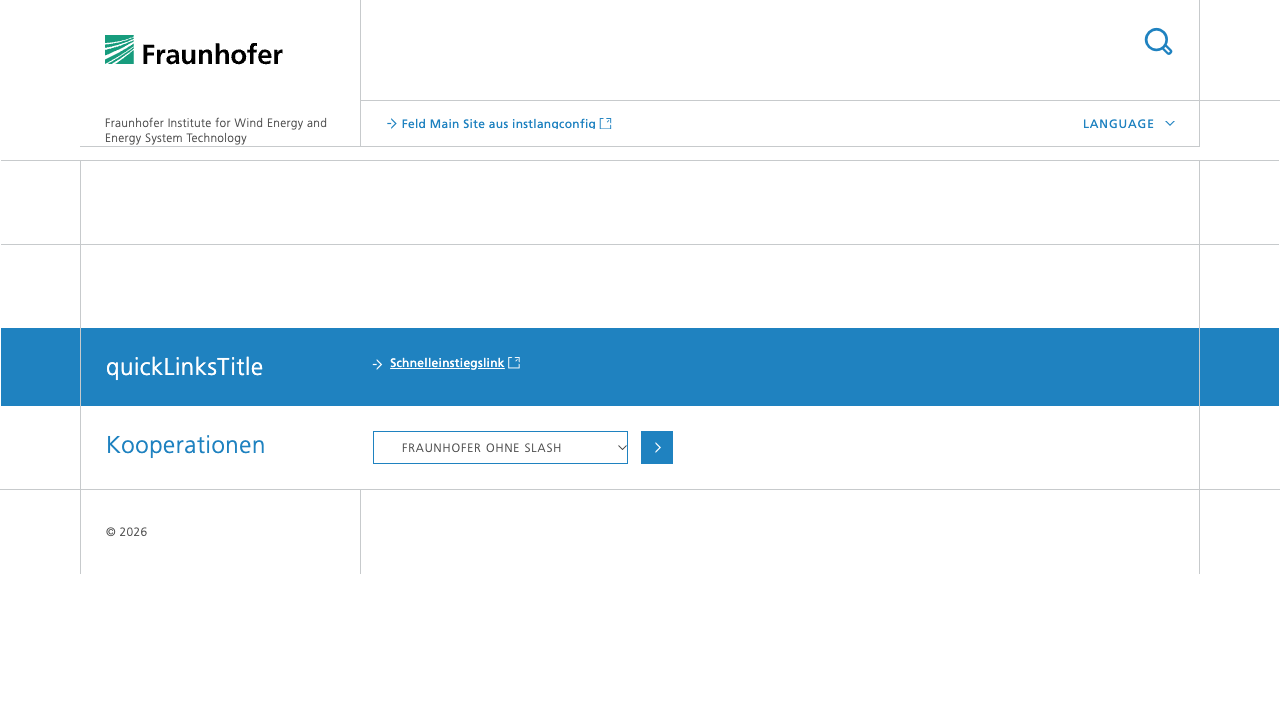 Fraunhofer
Fraunhofer Institute for Wind Energy and
Energy System Technology
Feld Main Site aus instlangconfig
LANGUAGE
quickLinksTitle
Schnelleinstiegslink
Kooperationen
FRAUNHOFER OHNE SLASH
© 2026